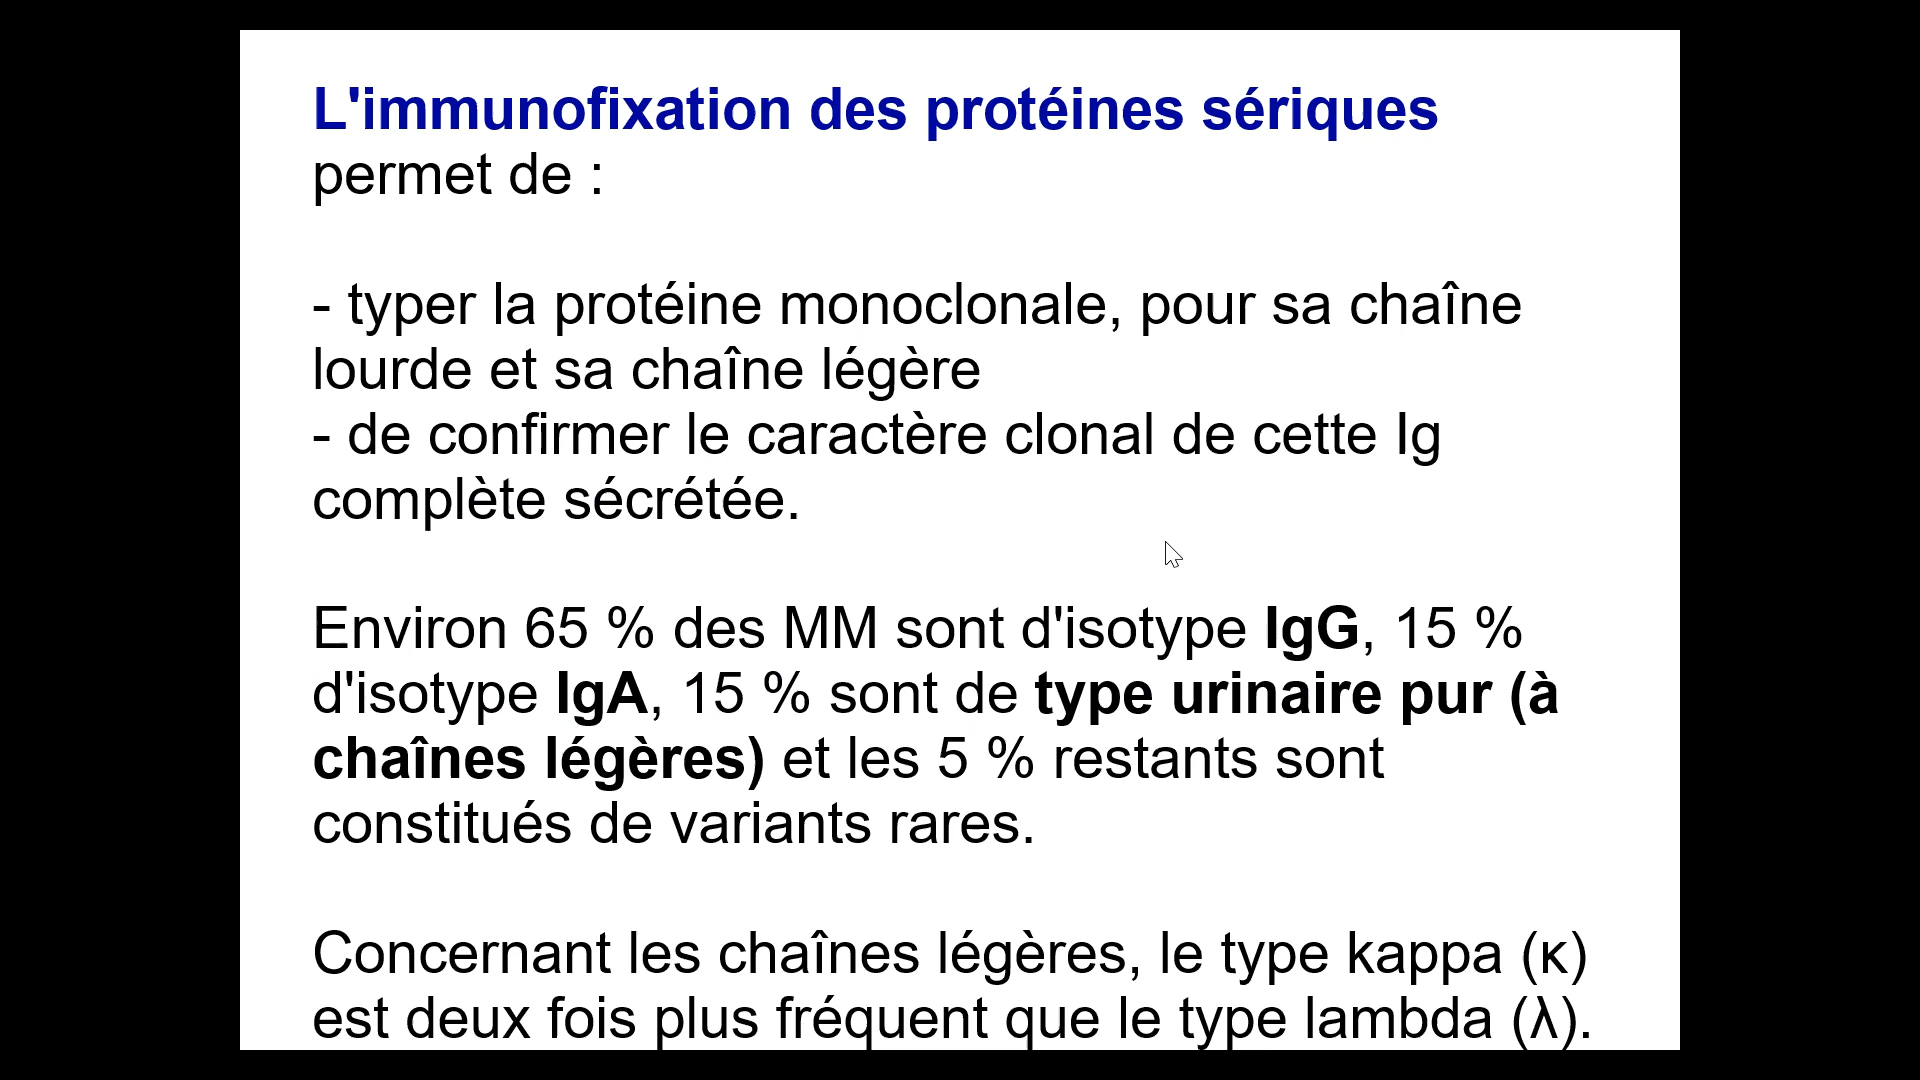 L'immunofixation des protéines sériques
permet de :
- typer la protéine monoclonale, pour sa chaîne
lourde et sa chaîne légère
- de confirmer le caractère clonal de cette Ig
complète sécrétée.
Environ 65 % des MM sont d'isotype IgG, 15 %
d'isotype IgA, 15 % sont de type urinaire pur (à
chaînes légères) et les 5 % restants sont
constitués de variants rares.
Concernant les chaînes légères, le type kappa (κ)
est deux fois plus fréquent que le type lambda (λ).